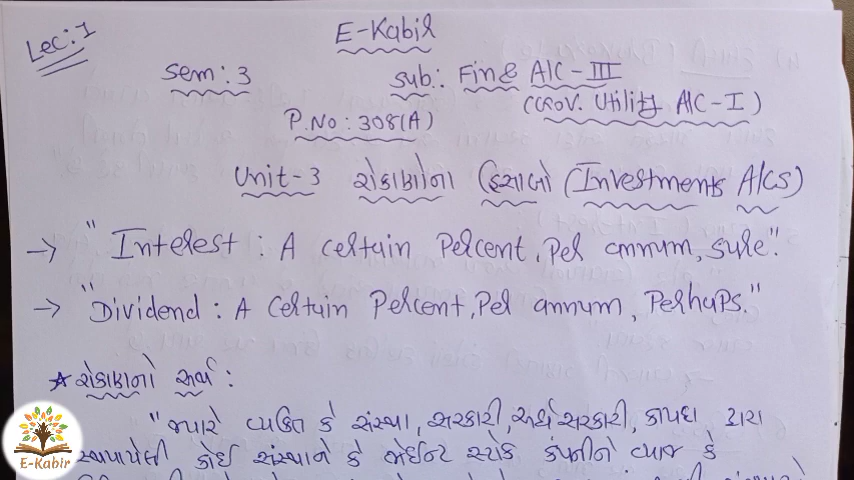 Lec:1
E-Kabir
Sem: 3
Sub: Fin & A/C - III
(Gov. Utility A/C - I)
P.No : 308(A)
Unit-3 રોકાણોના હિસાબો (Investments A/CS)
→ "Interest : A certain Percent, Per annum, sure."
→ "Dividend : A certain Percent, Per annum, Perhaps."
* રોકાણનો અર્થ :
"જ્યારે વ્યકિત કે સંસ્થા, સરકારી, અર્ધસરકારી, કાયદા દ્વારા
સ્થપાયેલી કોઈ સંસ્થાને કે જોઈન્ટ સ્ટોક કંપનીને વ્યાજ કે
E-Kabir